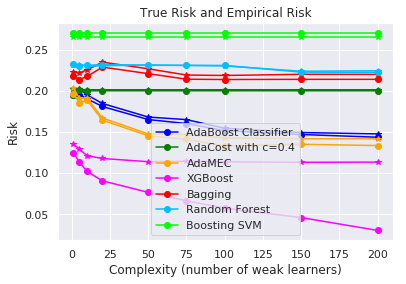 True Risk and Empirical Risk
Risk
0.25
0.20
0.15
0.10
0.05
AdaBoost Classifier
AdaCost with c=0.4
AdaMEC
XGBoost
Bagging
Random Forest
Boosting SVM
0 25 50 75 100 125 150 175 200
Complexity (number of weak learners)